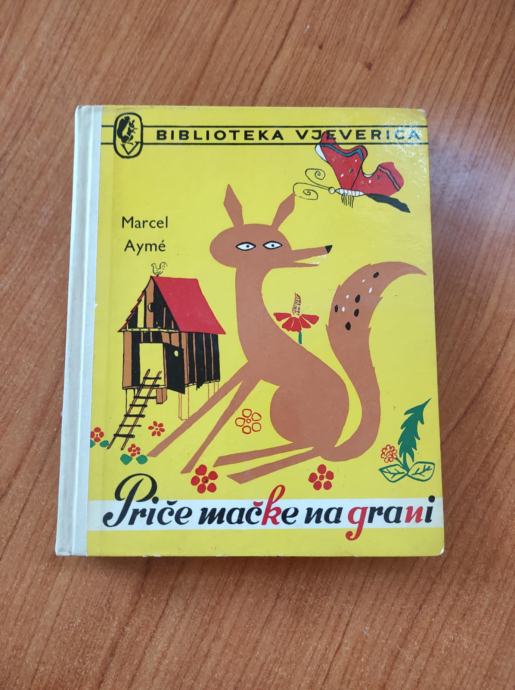 BIBLIOTEKA VJEVERICA
Marcel
Aymé
Priče mačke na grani